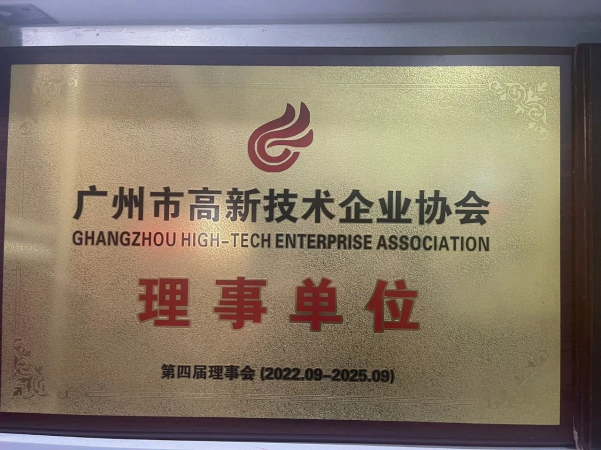 广州市高新技术企业协会
GHANGZHOU HIGH-TECH ENTERPRISE ASSOCIATION
理事单位
第四届理事会 (2022.09-2025.09)